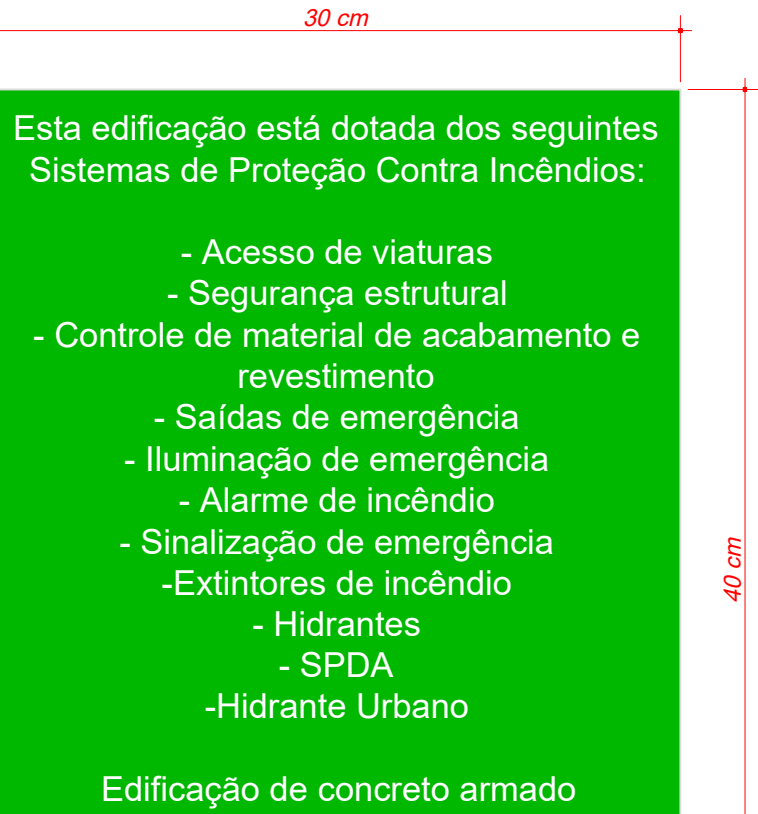 30 cm
Esta edificação está dotada dos seguintes
Sistemas de Proteção Contra Incêndios:
- Acesso de viaturas
- Segurança estrutural
- Controle de material de acabamento e
revestimento
- Saídas de emergência
- Iluminação de emergência
- Alarme de incêndio
- Sinalização de emergência
-Extintores de incêndio
- Hidrantes
- SPDA
-Hidrante Urbano
Edificação de concreto armado
40 cm